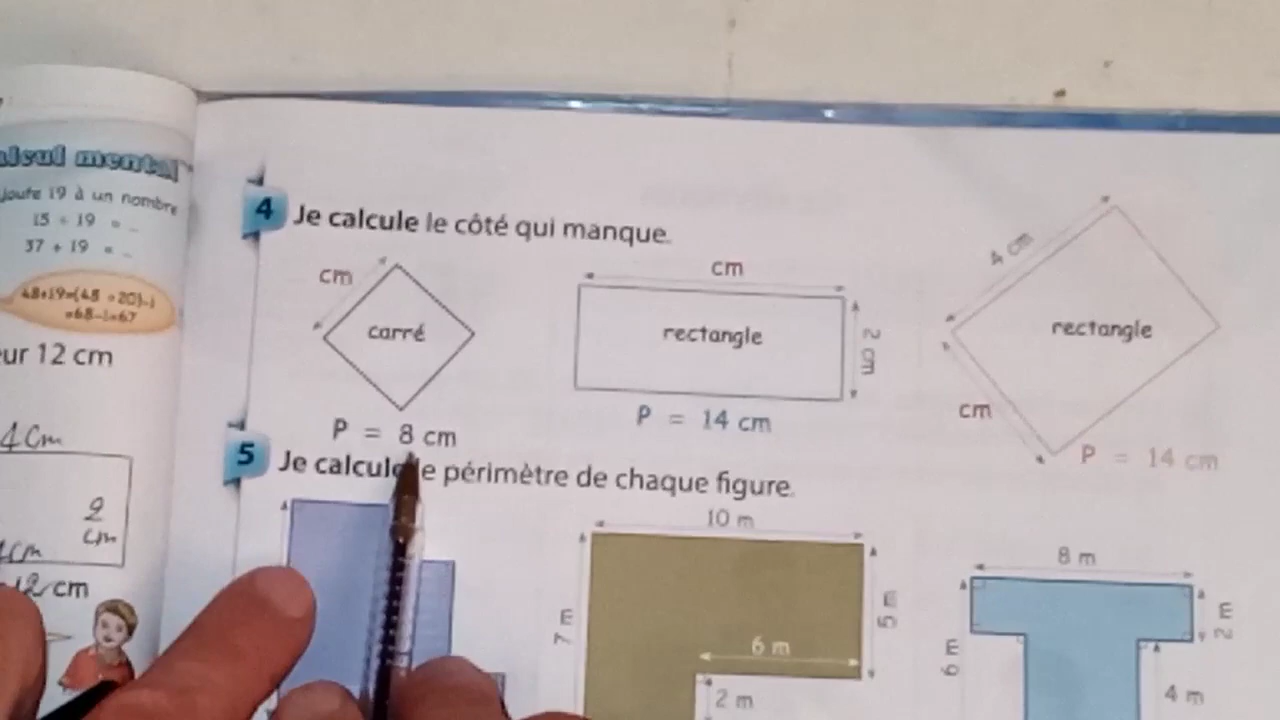 alcul mental
joute 19 à un nombre
15 + 19 = _
37 + 19 = _
48+19=(48 +20)-1
=68-1=67
ur 12 cm
4cm
2
cm
cm
12 cm
4 Je calcule le côté qui manque.
cm
carré
P = 8 cm
cm
rectangle
2 cm
P = 14 cm
4 cm
rectangle
cm
P = 14 cm
5 Je calcule le périmètre de chaque figure.
10 m
7 m
5 m
6 m
2 m
8 m
2 m
6 m
4 m